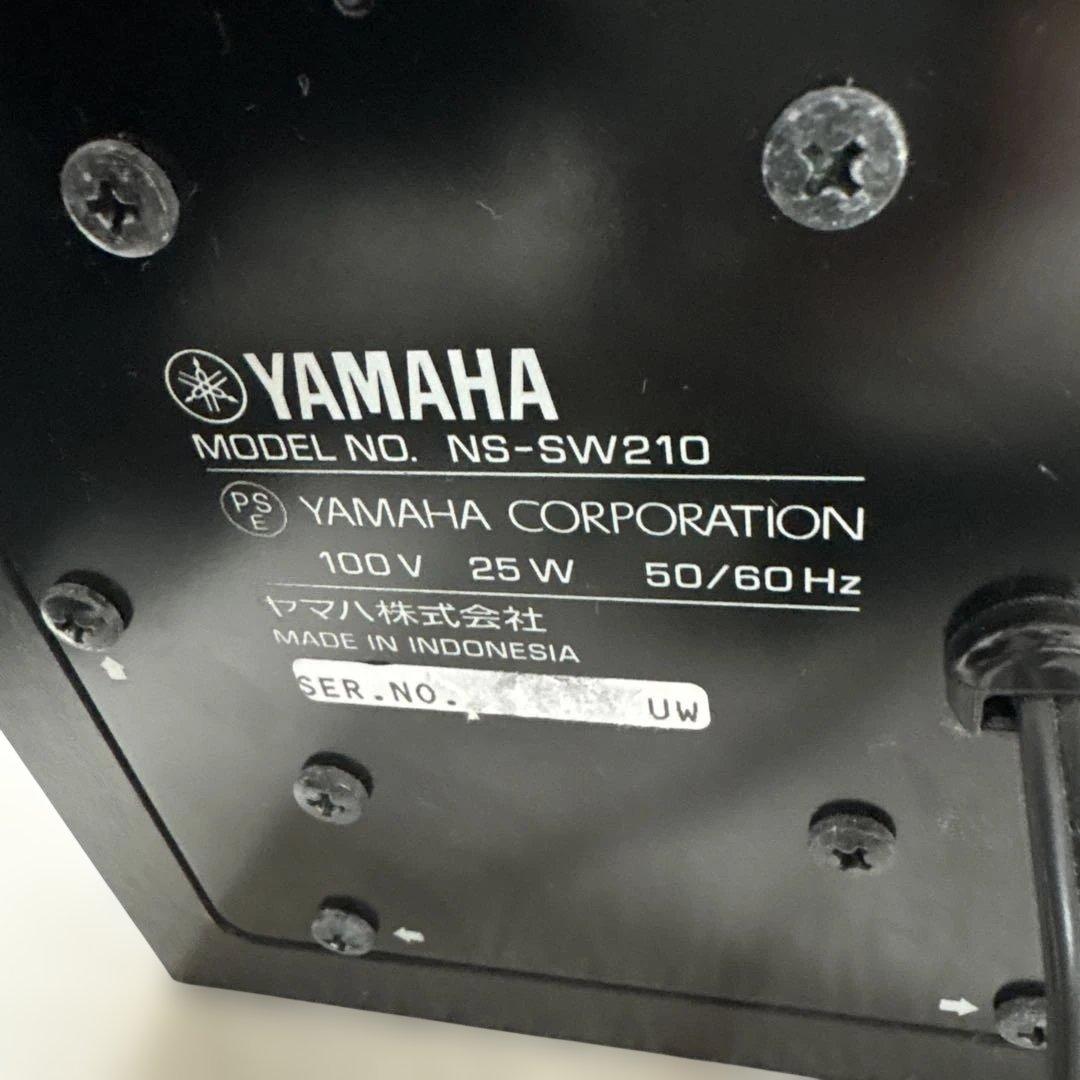 YAMAHA
MODEL NO. NS-SW210
PSE YAMAHA CORPORATION
100V 25W 50/60Hz
ヤマハ株式会社
MADE IN INDONESIA
SER.NO. UW